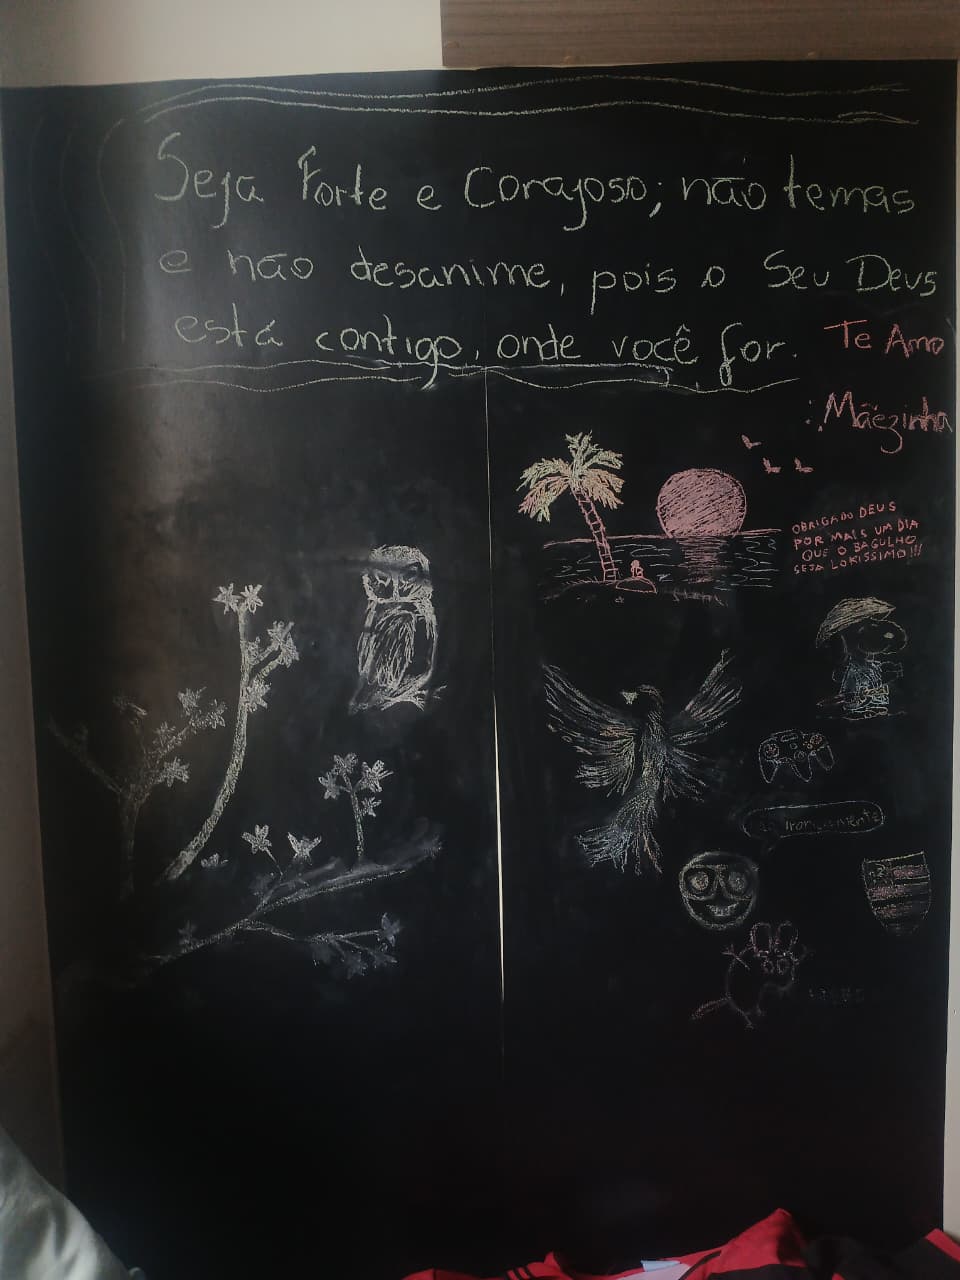 Seja Forte e Corajoso; não temas
e não desanime, pois o Seu Deus
está contigo, onde você for.
Te Amo
Mãezinha
OBRIGADO DEUS
POR MAIS UM DIA
QUE O BAGULHO
SEJA LOKISSIMO!!!